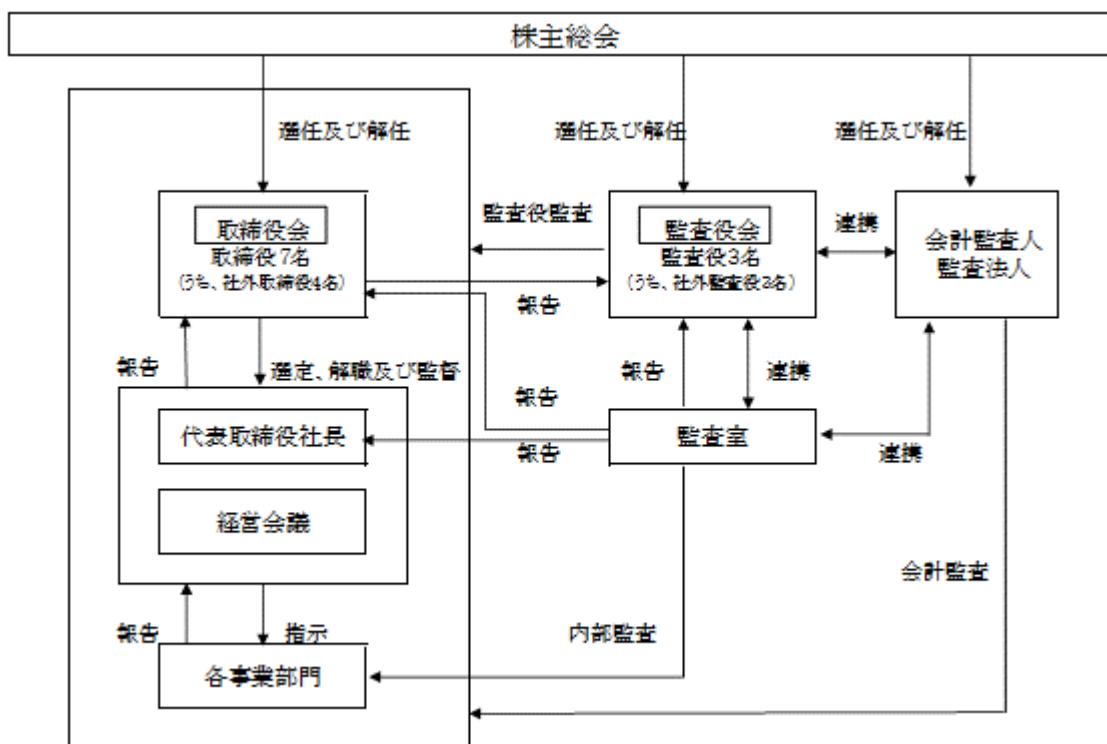 株主総会
選任及び解任
選任及び解任
選任及び解任
取締役会
取締役7名
(うち、社外取締役4名)
監査役監査
監査役会
監査役3名
(うち、社外監査役2名)
連携
会計監査人
監査法人
報告
報告
選定、解職及び監督
報告
報告
連携
代表取締役社長
報告
監査室
連携
経営会議
会計監査
報告
指示
内部監査
各事業部門